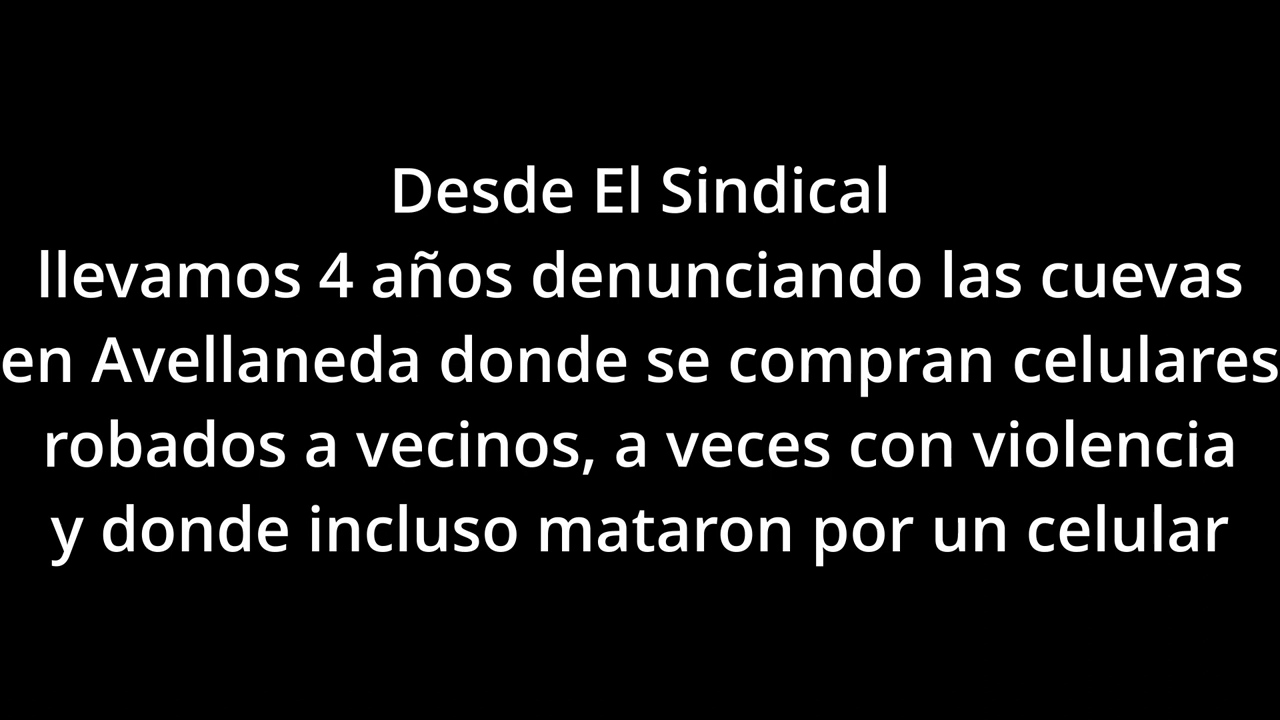 Desde El Sindical
llevamos 4 años denunciando las cuevas
en Avellaneda donde se compran celulares
robados a vecinos, a veces con violencia
y donde incluso mataron por un celular